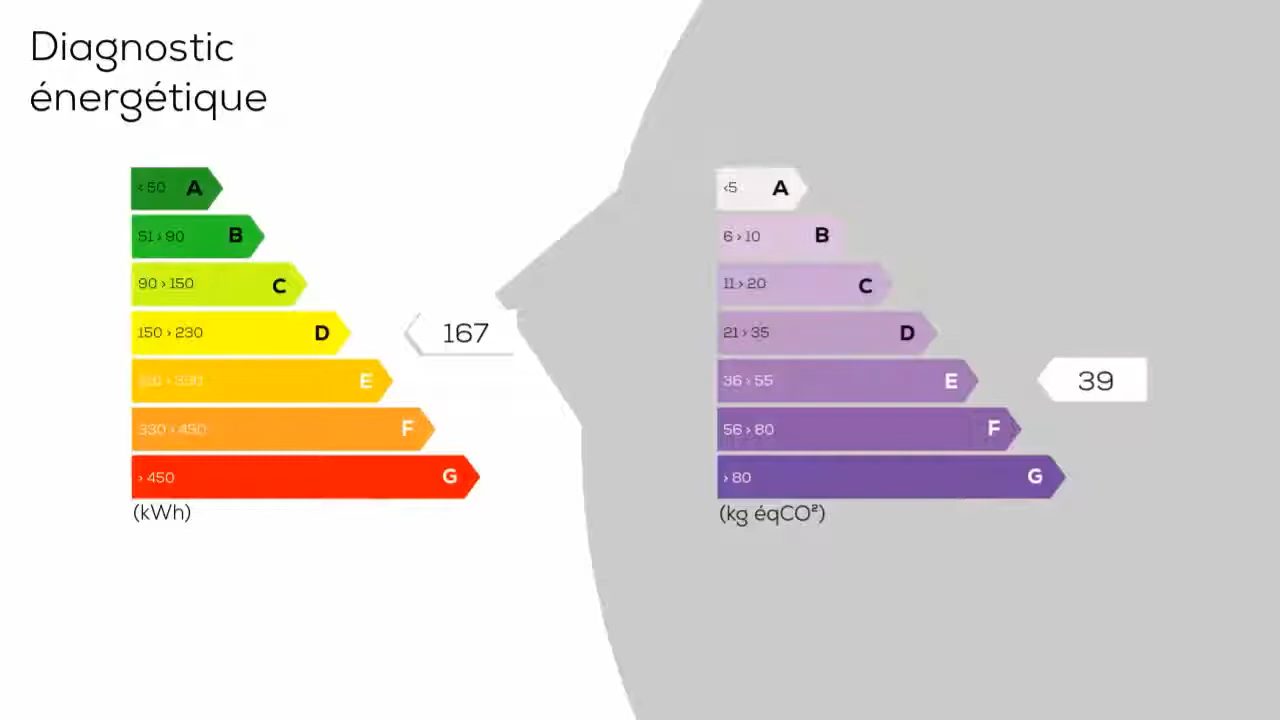 Diagnostic
énergétique
< 50 A
51 > 90 B
90 > 150 C
150 > 230 D
167
E
330 > 450 F
> 450 G
(kWh)
<5 A
6 > 10 B
11 > 20 C
21 > 35 D
36 > 55 E
39
56 > 80 F
> 80 G
(kg éqCO²)